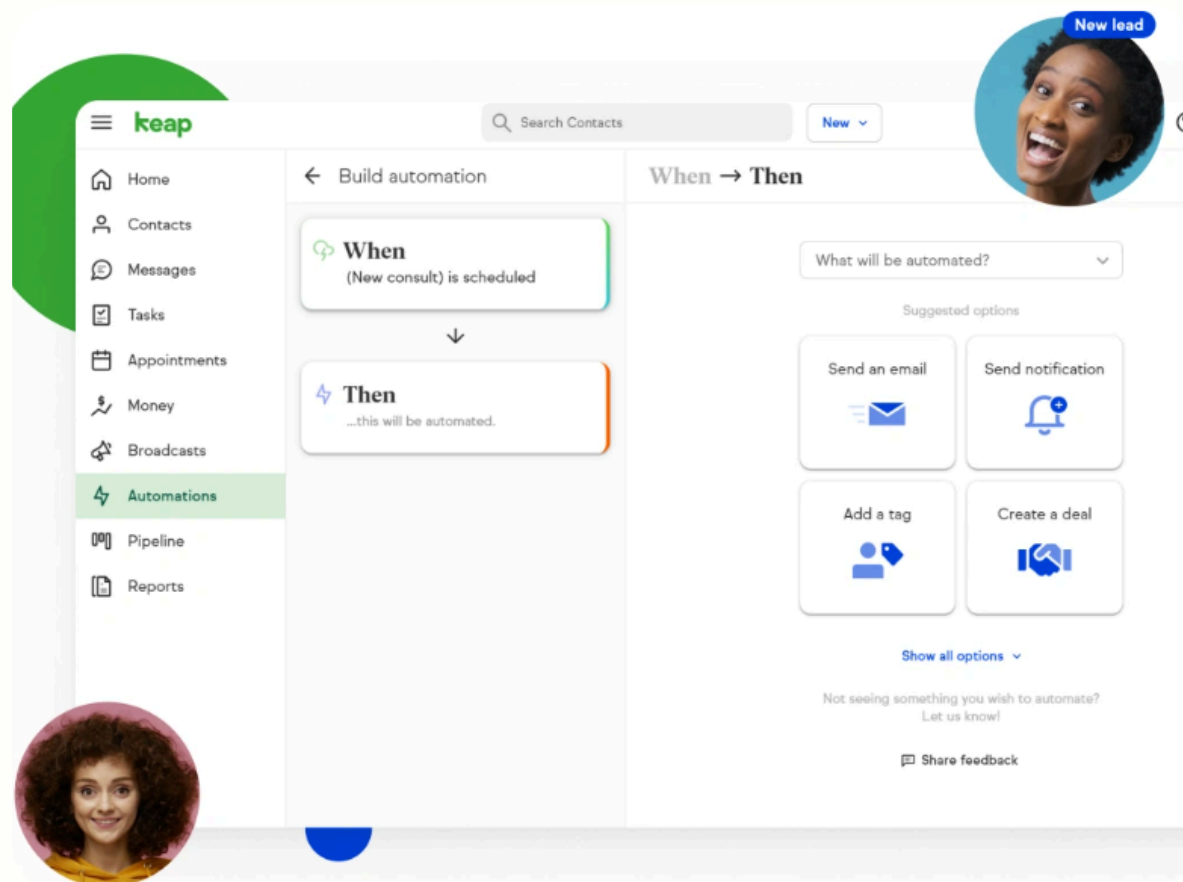 New lead
keap
Search Contacts
New
Home
Contacts
Messages
Tasks
Appointments
Money
Broadcasts
Automations
Pipeline
Reports
Build automation
When
(New consult) is scheduled
Then
...this will be automated.
When → Then
What will be automated?
Suggested options
Send an email
Send notification
Add a tag
Create a deal
Show all options
Not seeing something you wish to automate?
Let us know!
Share feedback